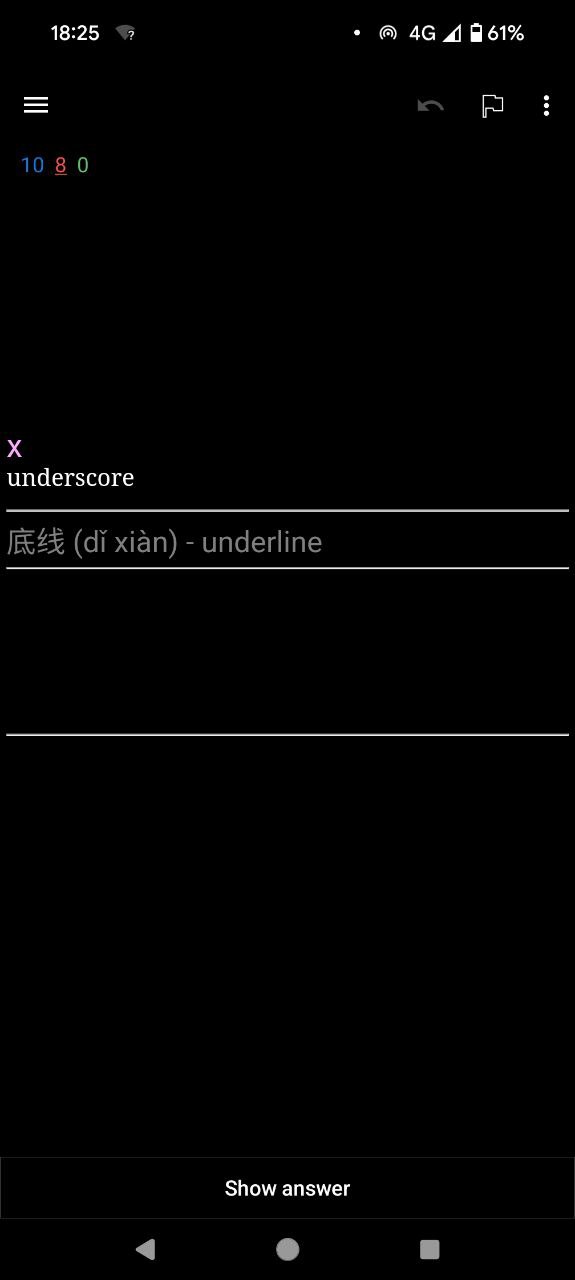 18:25 4G 61%
10 8 0
X
underscore
底线 (dǐ xiàn) - underline
Show answer